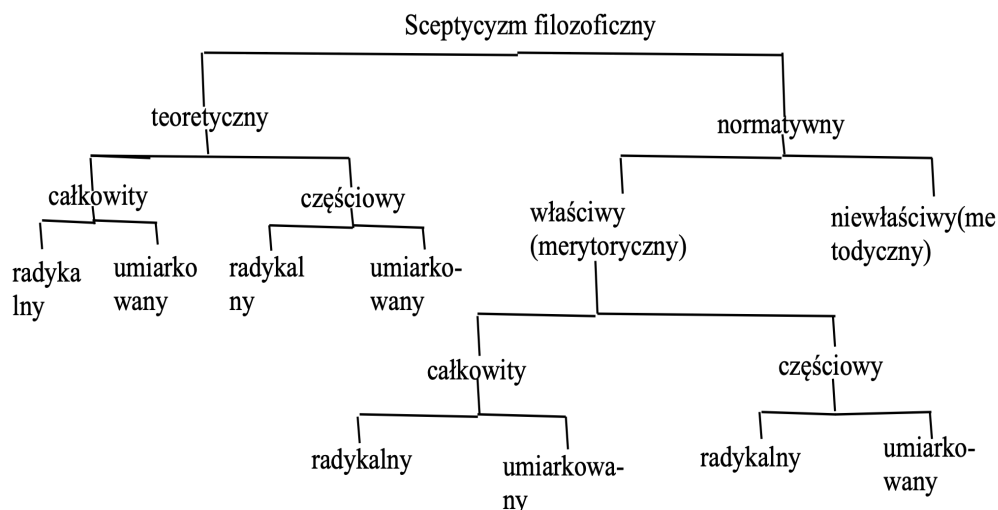 Sceptycyzm filozoficzny
teoretyczny
normatywny
całkowity
częściowy
właściwy
(merytoryczny)
niewłaściwy(me
todyczny)
radyka
lny
umiarko
wany
radykal
ny
umiarko-
wany
całkowity
częściowy
radykalny
umiarkowa-
ny
radykalny
umiarko-
wany